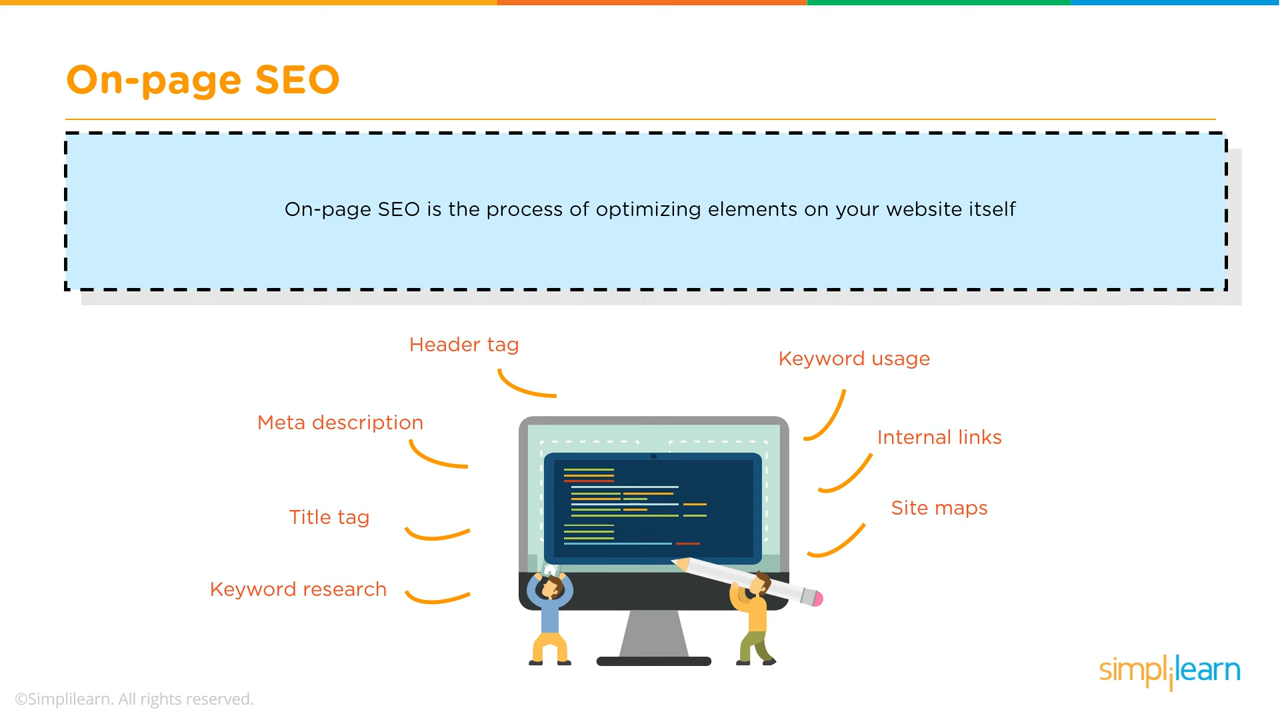 On-page SEO
On-page SEO is the process of optimizing elements on your website itself
Header tag
Keyword usage
Meta description
Internal links
Title tag
Site maps
Keyword research
simplilearn
©Simplilearn. All rights reserved.